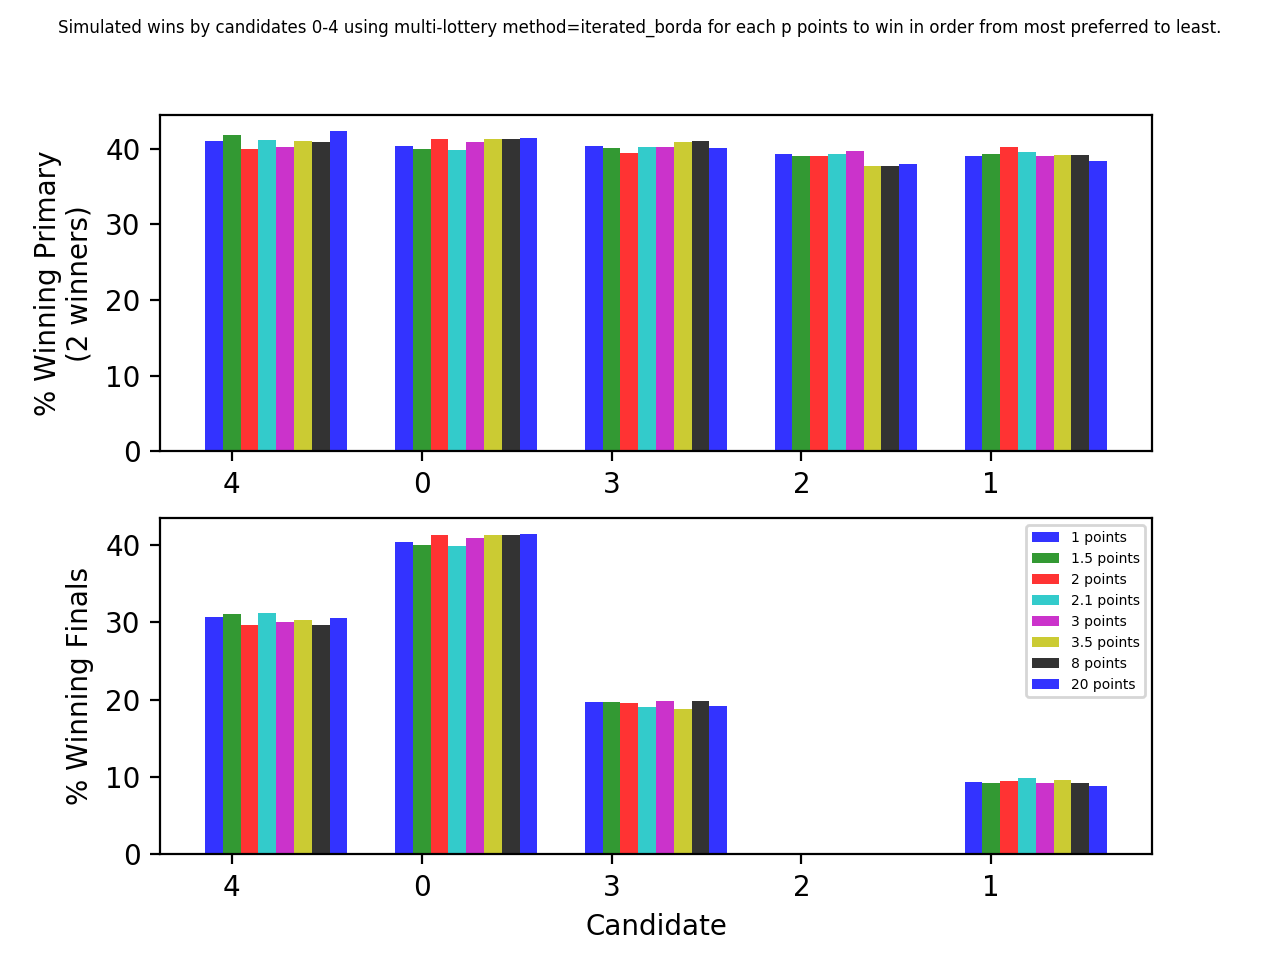 Simulated wins by candidates 0-4 using multi-lottery method=iterated_borda for each p points to win in order from most preferred to least.
% Winning Primary
(2 winners)
40
30
20
10
0
4 0 3 2 1
% Winning Finals
40
30
20
10
0
1 points
1.5 points
2 points
2.1 points
3 points
3.5 points
8 points
20 points
4 0 3 2 1
Candidate